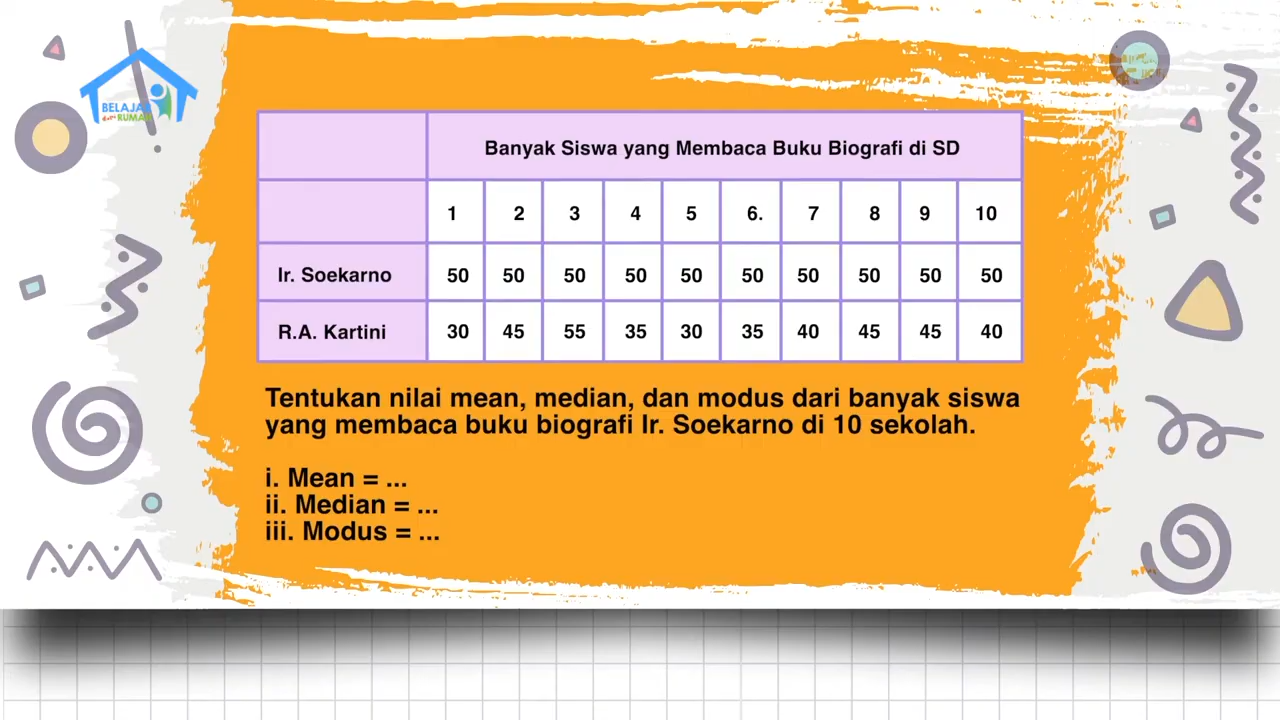 BELAJAR
dari RUMAH
Banyak Siswa yang Membaca Buku Biografi di SD
1 2 3 4 5 6. 7 8 9 10
Ir. Soekarno 50 50 50 50 50 50 50 50 50 50
R.A. Kartini 30 45 55 35 30 35 40 45 45 40
Tentukan nilai mean, median, dan modus dari banyak siswa
yang membaca buku biografi Ir. Soekarno di 10 sekolah.
i. Mean = ...
ii. Median = ...
iii. Modus = ...